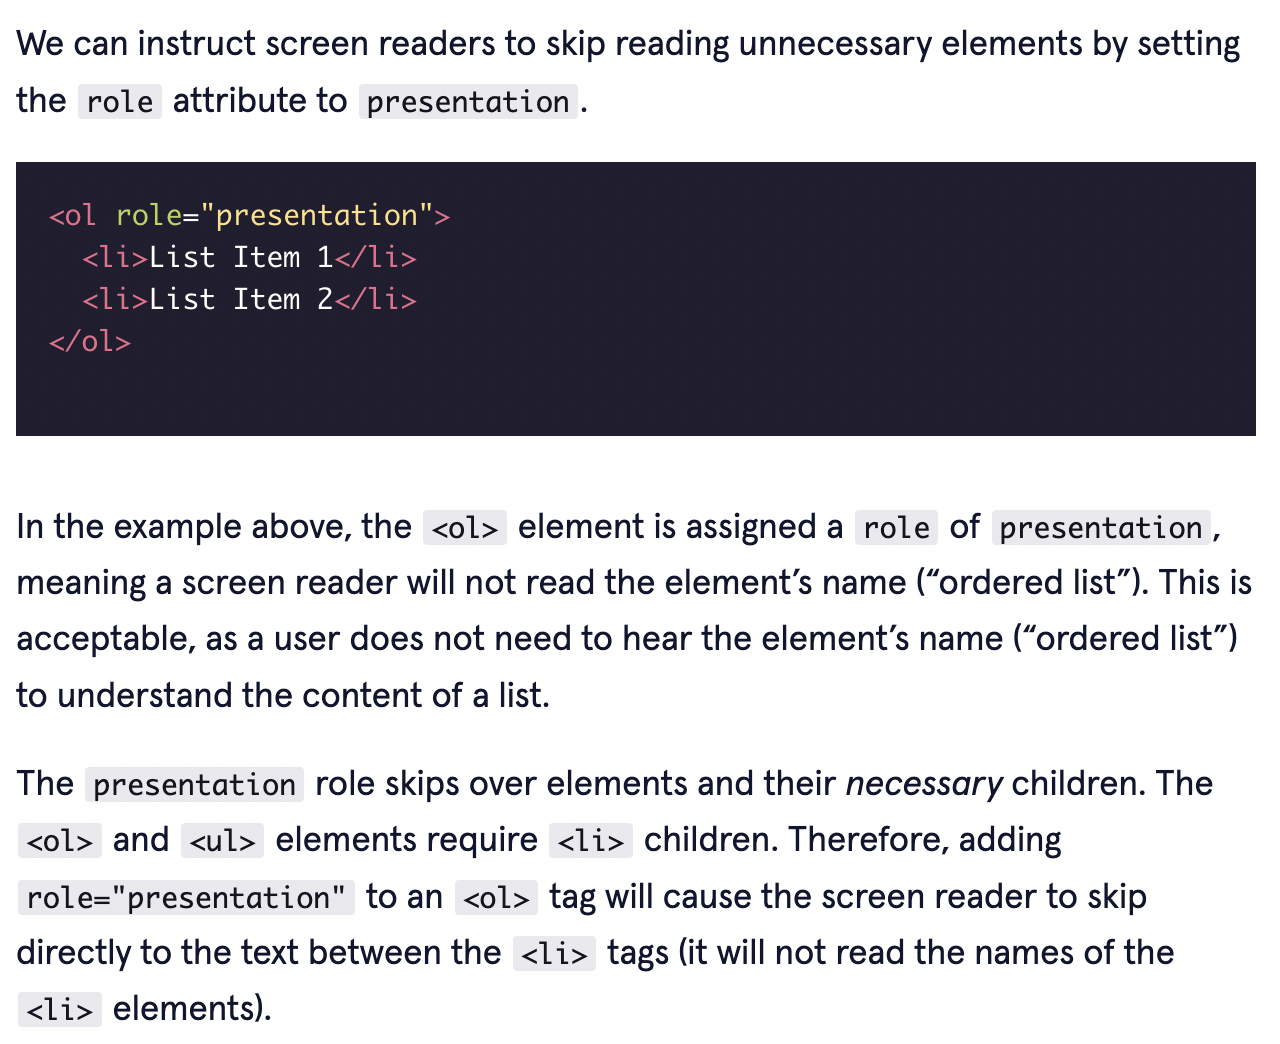 We can instruct screen readers to skip reading unnecessary elements by setting
the role attribute to presentation.
<ol role="presentation">
  <li>List Item 1</li>
  <li>List Item 2</li>
</ol>
In the example above, the <ol> element is assigned a role of presentation,
meaning a screen reader will not read the element’s name (“ordered list”). This is
acceptable, as a user does not need to hear the element’s name (“ordered list”)
to understand the content of a list.
The presentation role skips over elements and their necessary children. The
<ol> and <ul> elements require <li> children. Therefore, adding
role="presentation" to an <ol> tag will cause the screen reader to skip
directly to the text between the <li> tags (it will not read the names of the
<li> elements).